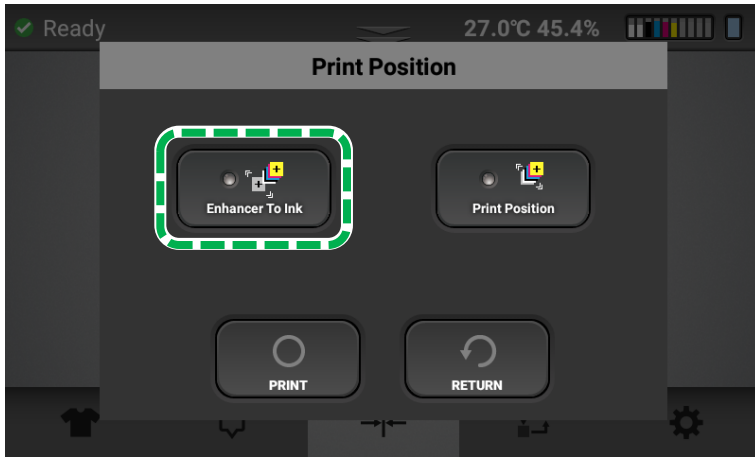 Ready
27.0℃ 45.4%
Print Position
Enhancer To Ink
Print Position
PRINT
RETURN